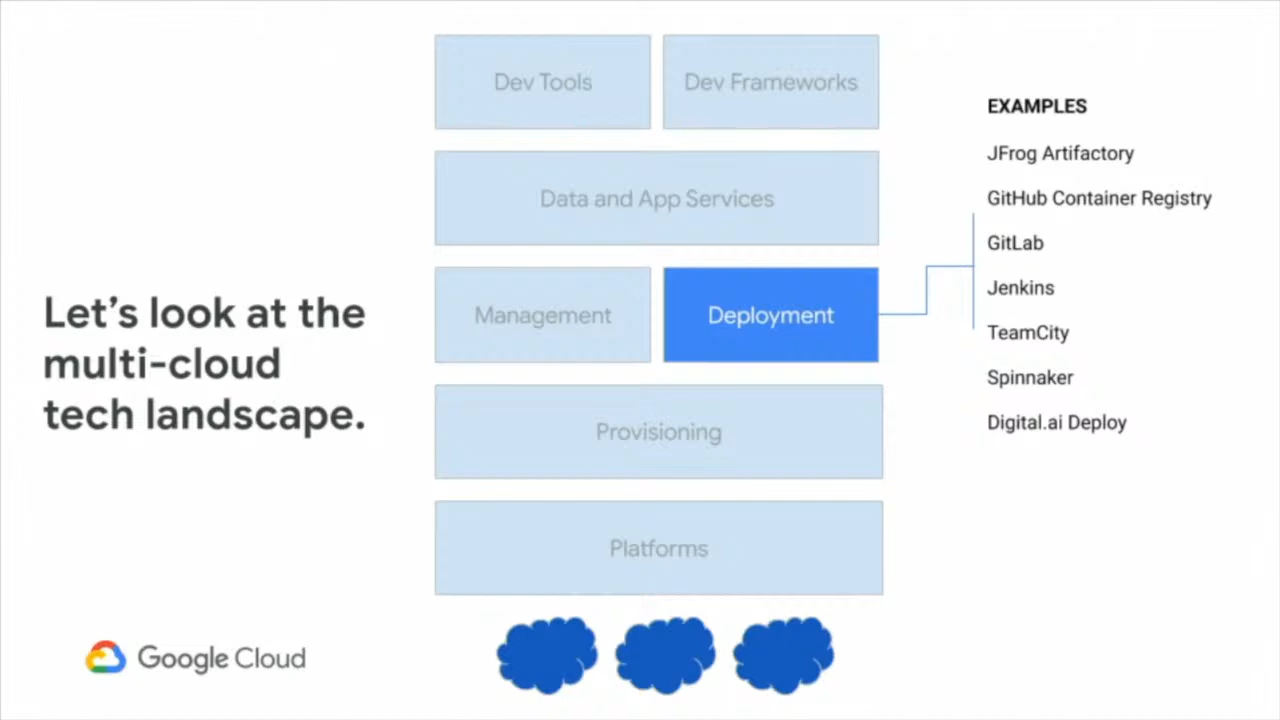 Let's look at the
multi-cloud
tech landscape.
Dev Tools
Dev Frameworks
Data and App Services
Management
Deployment
Provisioning
Platforms
EXAMPLES
JFrog Artifactory
GitHub Container Registry
GitLab
Jenkins
TeamCity
Spinnaker
Digital.ai Deploy
Google Cloud